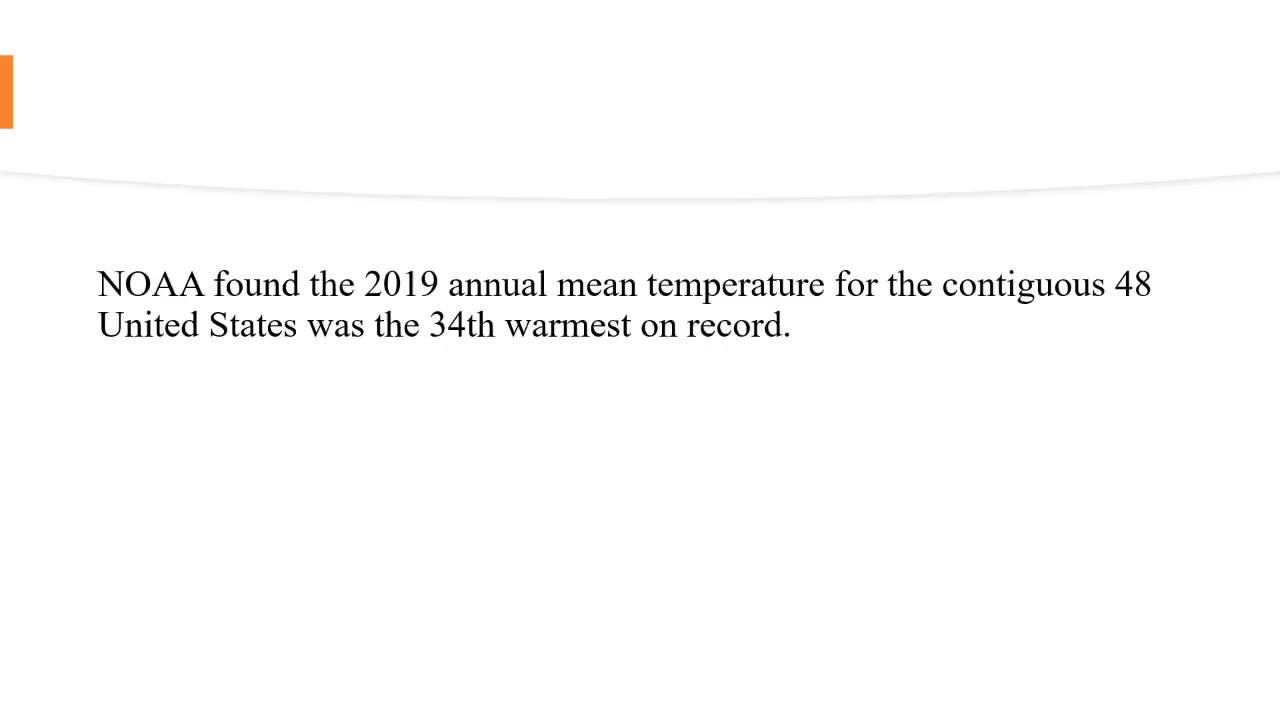 NOAA found the 2019 annual mean temperature for the contiguous 48
United States was the 34th warmest on record.